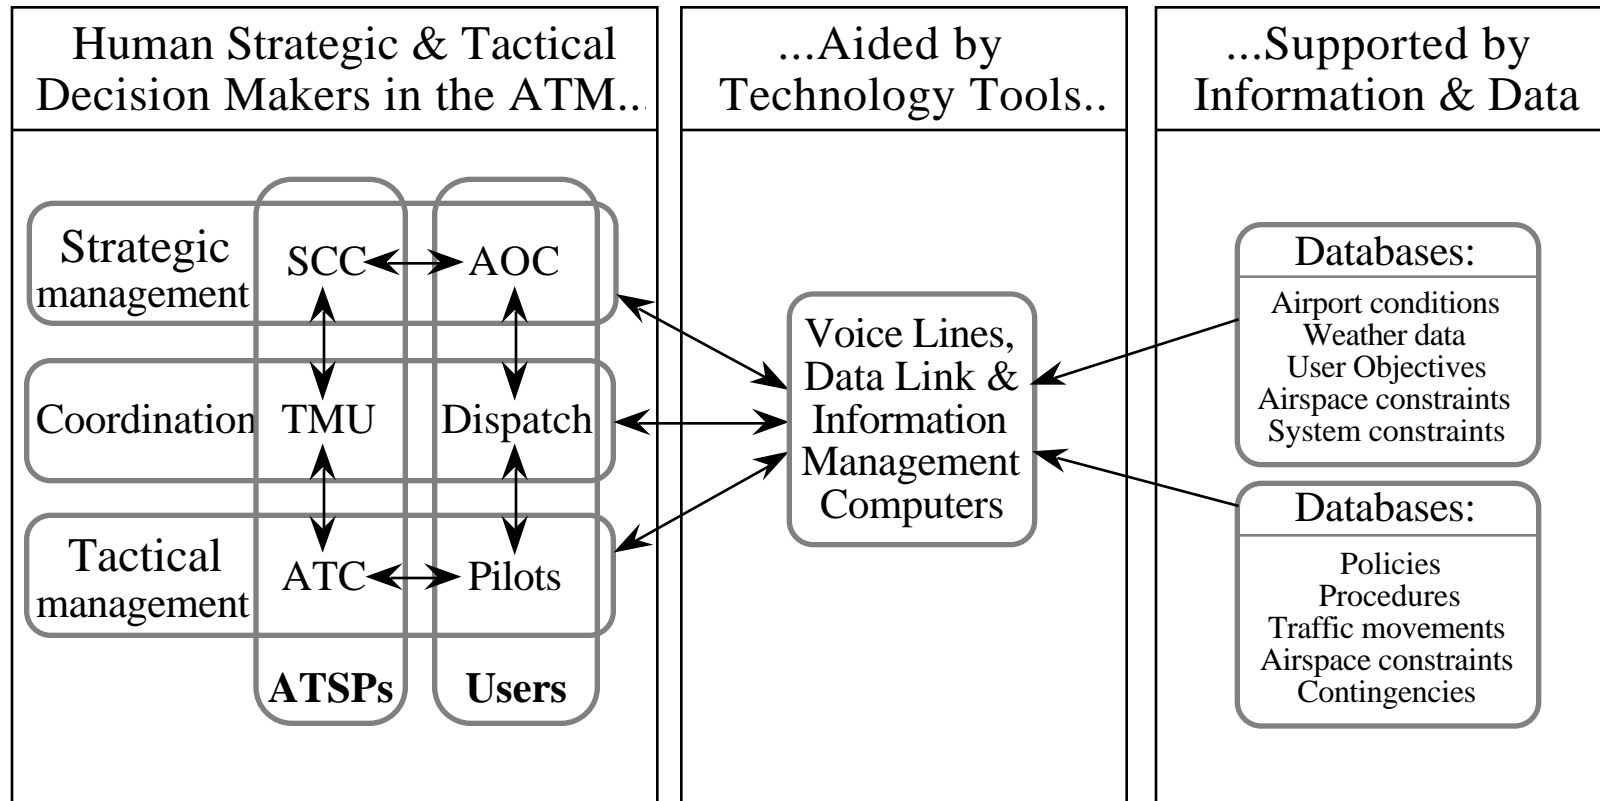 Human Strategic & Tactical
Decision Makers in the ATM...
...Aided by
Technology Tools..
...Supported by
Information & Data
Strategic
management
SCC
AOC
Coordination
TMU
Dispatch
Tactical
management
ATC
Pilots
ATSPs
Users
Voice Lines,
Data Link &
Information
Management
Computers
Databases:
Airport conditions
Weather data
User Objectives
Airspace constraints
System constraints
Databases:
Policies
Procedures
Traffic movements
Airspace constraints
Contingencies